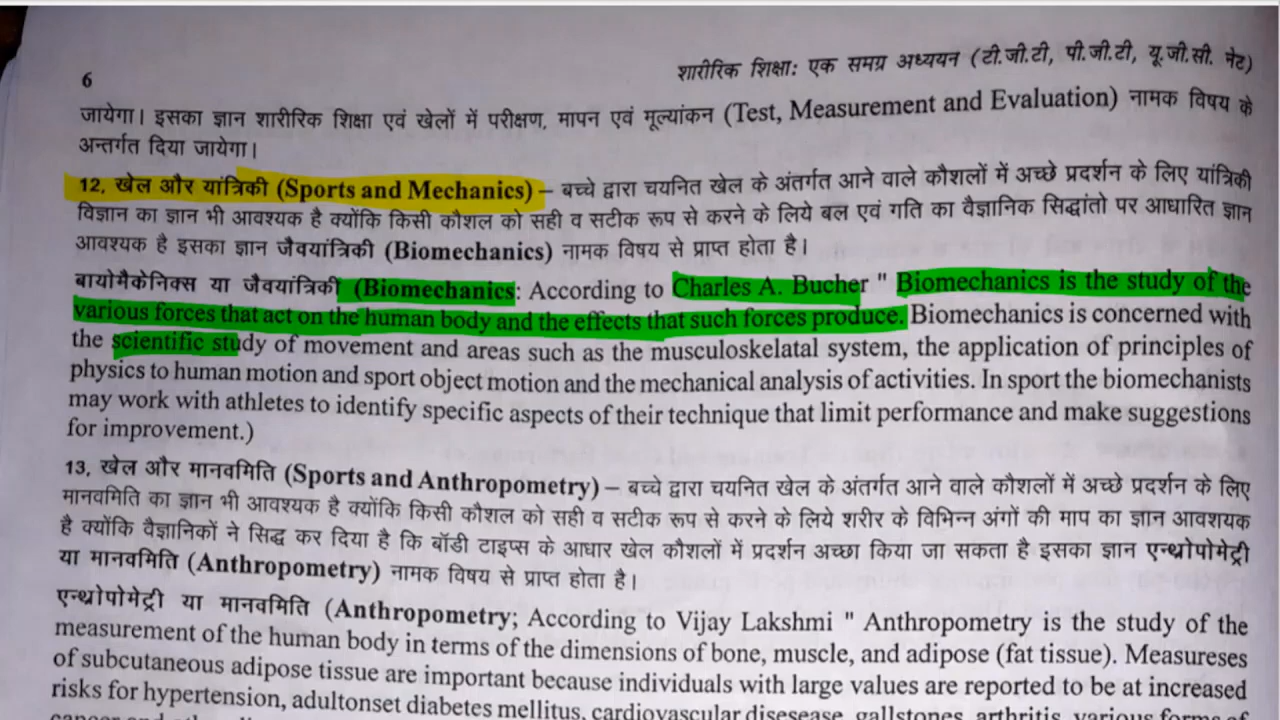 6
शारीरिक शिक्षा: एक समग्र अध्ययन (टी.जी.टी, पी.जी.टी, यू.जी.सी. नेट)
जायेगा। इसका ज्ञान शारीरिक शिक्षा एवं खेलों में परीक्षण, मापन एवं मूल्यांकन (Test, Measurement and Evaluation) नामक विषय के
अन्तर्गत दिया जायेगा।
12. खेल और यांत्रिकी (Sports and Mechanics) – बच्चे द्वारा चयनित खेल के अंतर्गत आने वाले कौशलों में अच्छे प्रदर्शन के लिए यांत्रिकी
विज्ञान का ज्ञान भी आवश्यक है क्योंकि किसी कौशल को सही व सटीक रूप से करने के लिये बल एवं गति का वैज्ञानिक सिद्धांतो पर आधारित ज्ञान
आवश्यक है इसका ज्ञान जैवयांत्रिकी (Biomechanics) नामक विषय से प्राप्त होता है।
बायोमैकेनिक्स या जैवयांत्रिकी (Biomechanics: According to Charles A. Bucher " Biomechanics is the study of the
various forces that act on the human body and the effects that such forces produce. Biomechanics is concerned with
the scientific study of movement and areas such as the musculoskelatal system, the application of principles of
physics to human motion and sport object motion and the mechanical analysis of activities. In sport the biomechanists
may work with athletes to identify specific aspects of their technique that limit performance and make suggestions
for improvement.)
13. खेल और मानवमिति (Sports and Anthropometry) – बच्चे द्वारा चयनित खेल के अंतर्गत आने वाले कौशलों में अच्छे प्रदर्शन के लिए
मानवमिति का ज्ञान भी आवश्यक है क्योंकि किसी कौशल को सही व सटीक रूप से करने के लिये शरीर के विभिन्न अंगों की माप का ज्ञान आवशयक
है क्योंकि वैज्ञानिकों ने सिद्ध कर दिया है कि बॉडी टाइप्स के आधार खेल कौशलों में प्रदर्शन अच्छा किया जा सकता है इसका ज्ञान एन्थ्रोपोमेट्री
या मानवमिति (Anthropometry) नामक विषय से प्राप्त होता है।
एन्थ्रोपोमेट्री या मानवमिति (Anthropometry; According to Vijay Lakshmi " Anthropometry is the study of the
measurement of the human body in terms of the dimensions of bone, muscle, and adipose (fat tissue). Measureses
of subcutaneous adipose tissue are important because individuals with large values are reported to be at increased
risks for hypertension, adultonset diabetes mellitus, cardiovascular disesease, gallstones, arthritis, various forms of